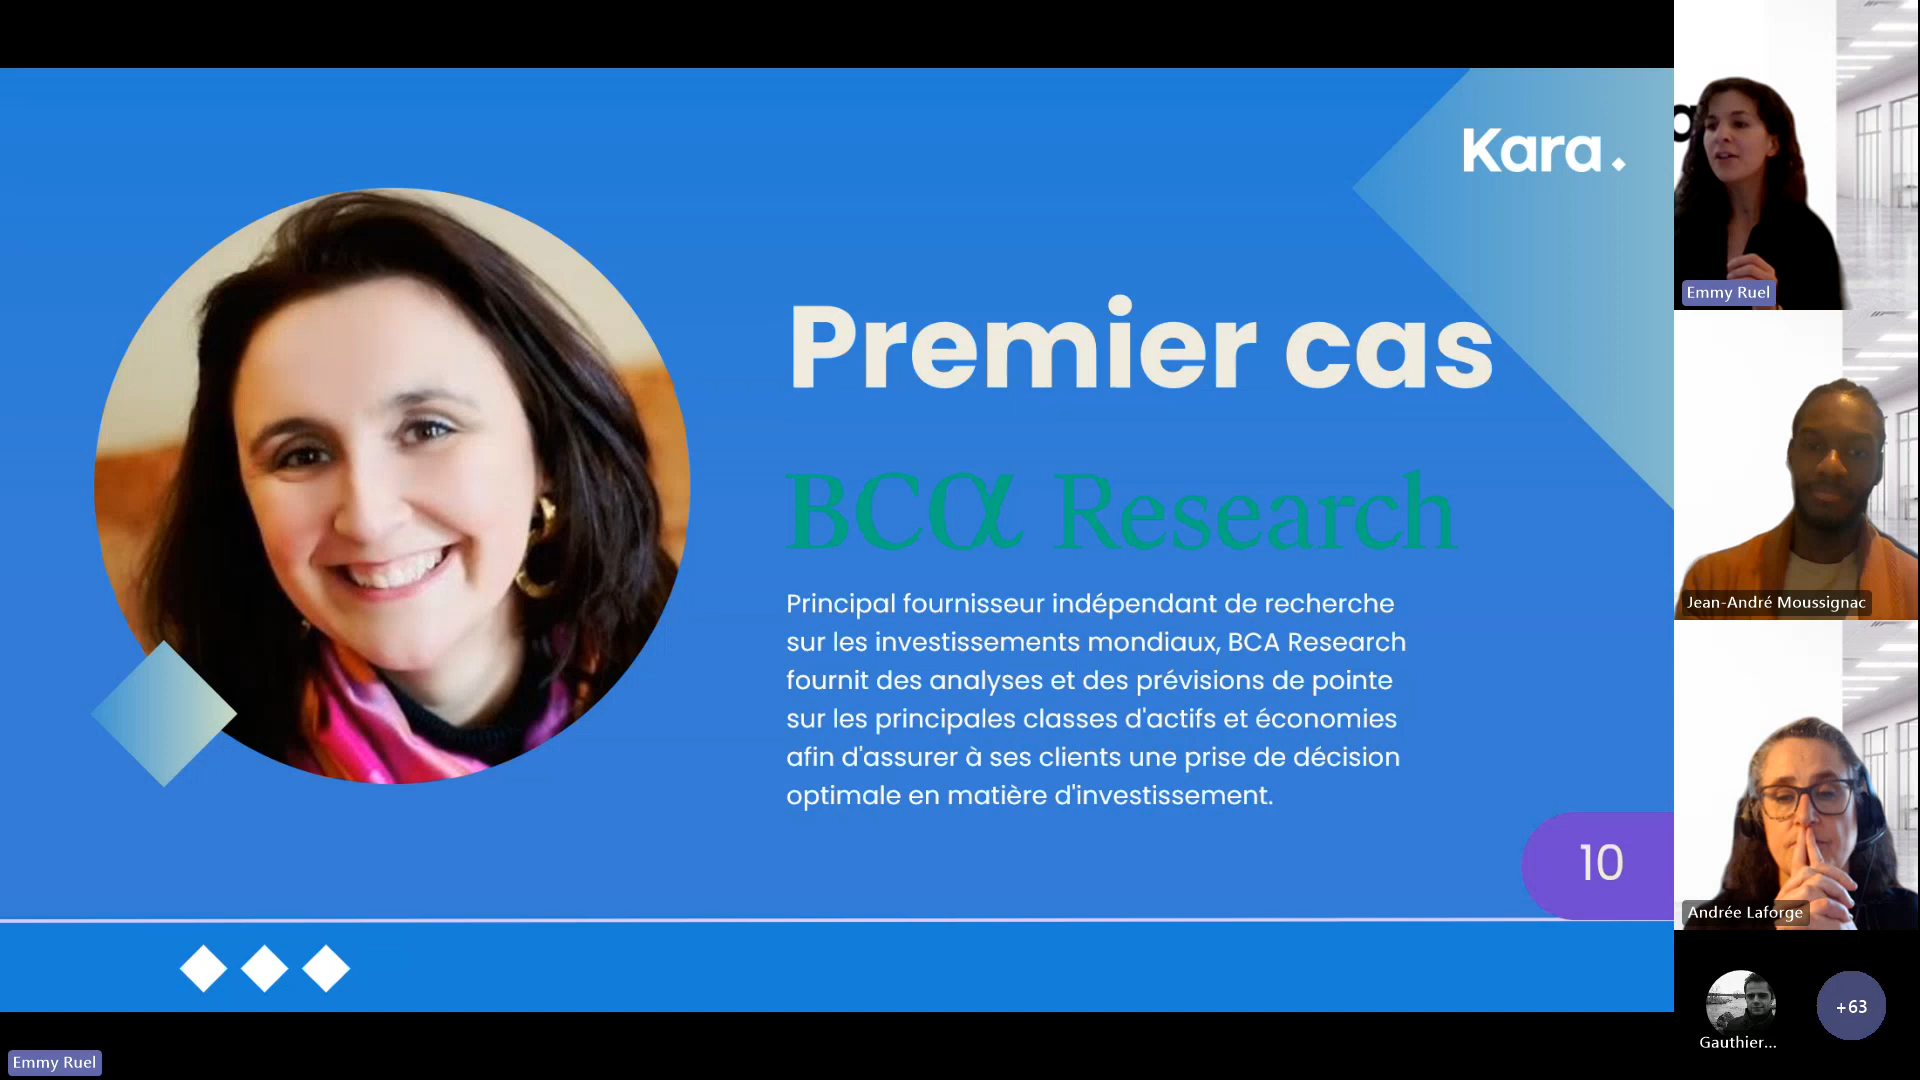 Kara
Premier cas
BCα Research
Principal fournisseur indépendant de recherche
sur les investissements mondiaux, BCA Research
fournit des analyses et des prévisions de pointe
sur les principales classes d'actifs et économies
afin d'assurer à ses clients une prise de décision
optimale en matière d'investissement.
10
Emmy Ruel
a
Emmy Ruel
Jean-André Moussignac
Andrée Laforge
Gauthier...
+63